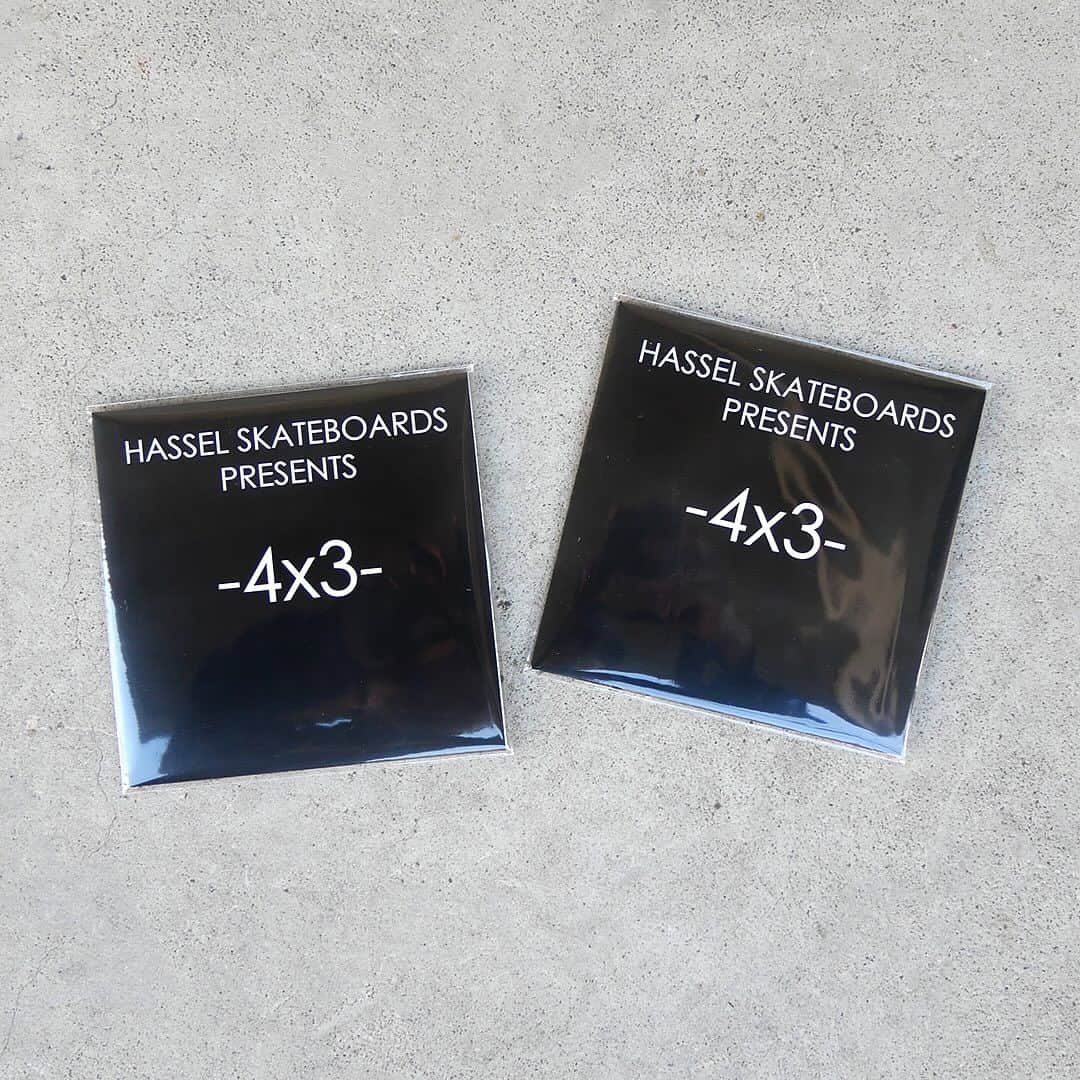 HASSEL SKATEBOARDS
PRESENTS
-4x3-
HASSEL SKATEBOARDS
PRESENTS
-4x3-